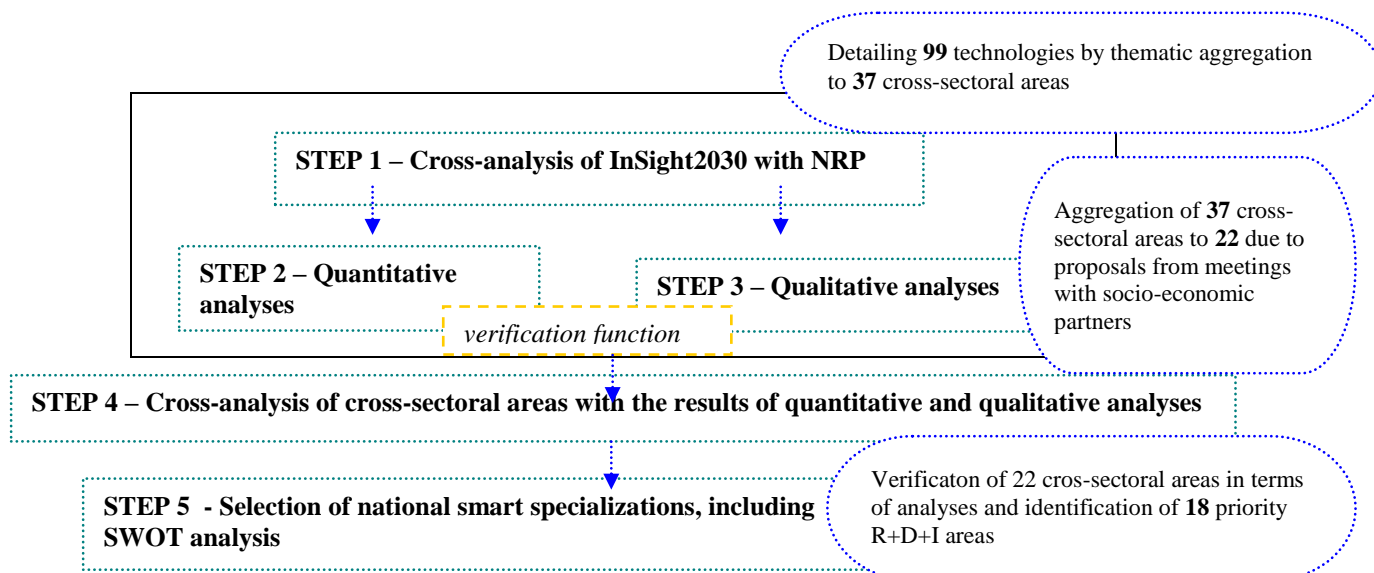 Detailing 99 technologies by thematic aggregation
to 37 cross-sectoral areas
STEP 1 – Cross-analysis of InSight2030 with NRP
STEP 2 – Quantitative
analyses
STEP 3 – Qualitative analyses
verification function
Aggregation of 37 cross-
sectoral areas to 22 due to
proposals from meetings
with socio-economic
partners
STEP 4 – Cross-analysis of cross-sectoral areas with the results of quantitative and qualitative analyses
STEP 5 - Selection of national smart specializations, including
SWOT analysis
Verificaton of 22 cros-sectoral areas in terms
of analyses and identification of 18 priority
R+D+I areas